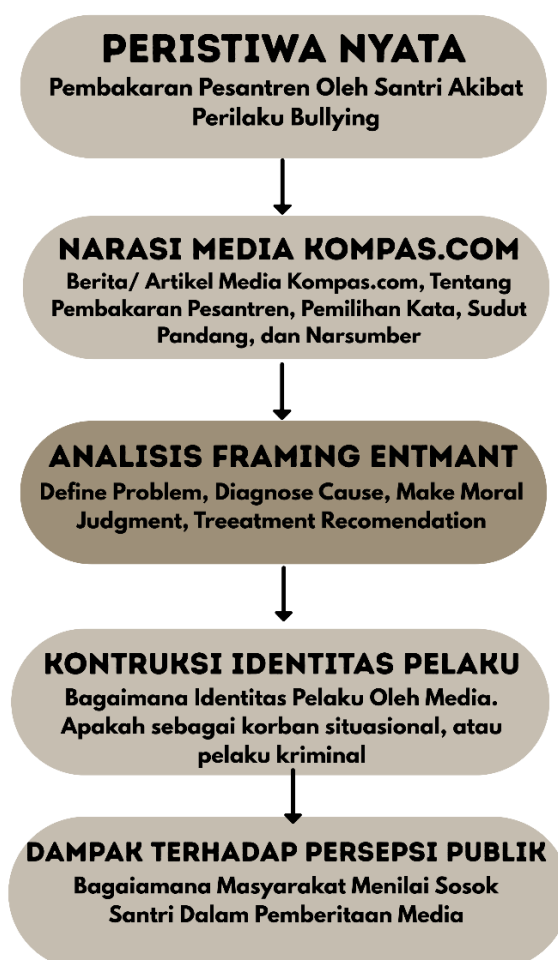 PERISTIWA NYATA
Pembakaran Pesantren Oleh Santri Akibat
Perilaku Bullying
NARASI MEDIA KOMPAS.COM
Berita/ Artikel Media Kompas.com, Tentang
Pembakaran Pesantren, Pemilihan Kata, Sudut
Pandang, dan Narsumber
ANALISIS FRAMING ENTMANT
Define Problem, Diagnose Cause, Make Moral
Judgment, Treeatment Recomendation
KONTRUKSI IDENTITAS PELAKU
Bagaimana Identitas Pelaku Oleh Media.
Apakah sebagai korban situasional, atau
pelaku kriminal
DAMPAK TERHADAP PERSEPSI PUBLIK
Bagaiamana Masyarakat Menilai Sosok
Santri Dalam Pemberitaan Media